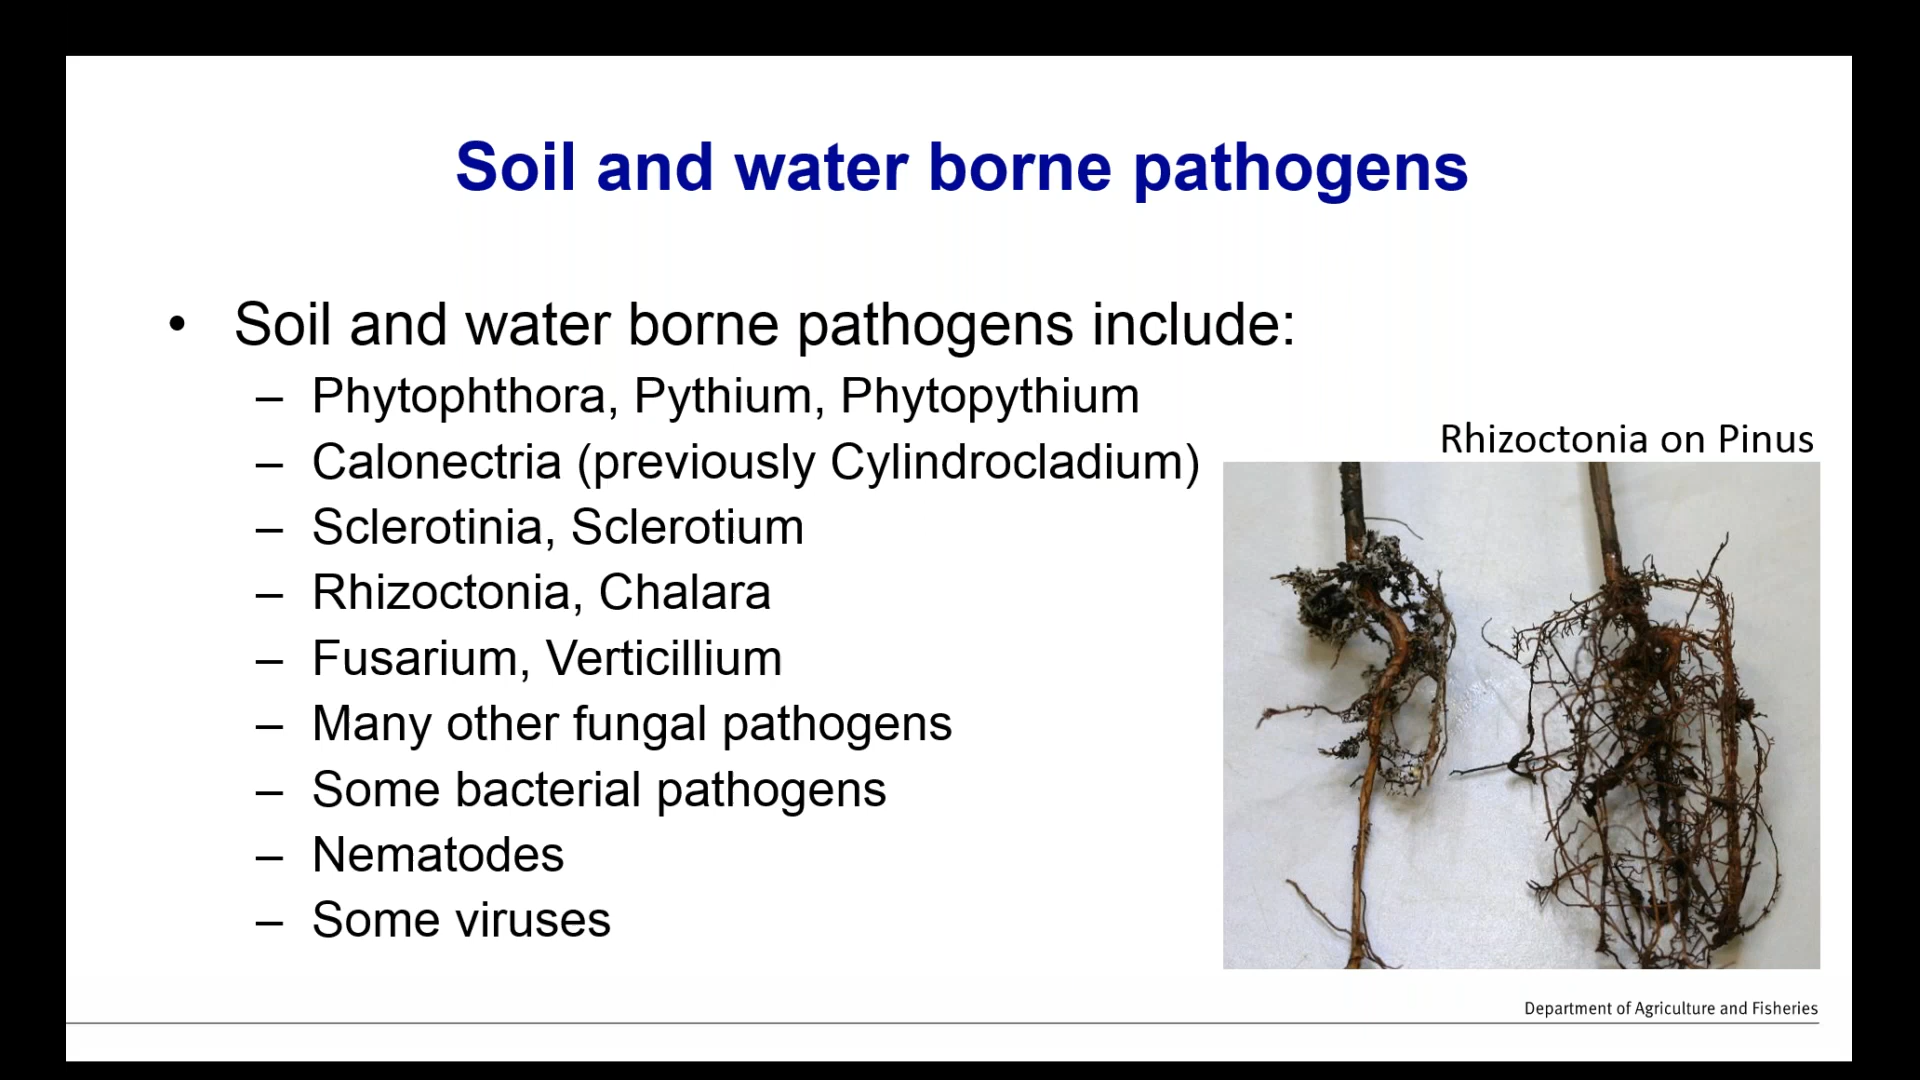 Soil and water borne pathogens
• Soil and water borne pathogens include:
– Phytophthora, Pythium, Phytopythium
– Calonectria (previously Cylindrocladium)
– Sclerotinia, Sclerotium
– Rhizoctonia, Chalara
– Fusarium, Verticillium
– Many other fungal pathogens
– Some bacterial pathogens
– Nematodes
– Some viruses
Rhizoctonia on Pinus
Department of Agriculture and Fisheries